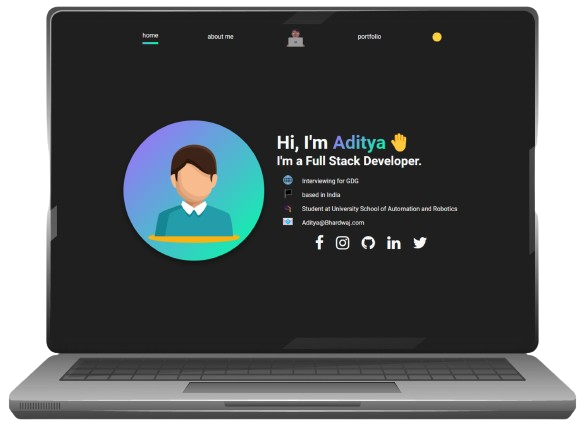 home
about me
portfolio
Hi, I'm Aditya
I'm a Full Stack Developer.
Interviewing for GDG
based in India
Student at University School of Automation and Robotics
Aditya@Bhardwaj.com